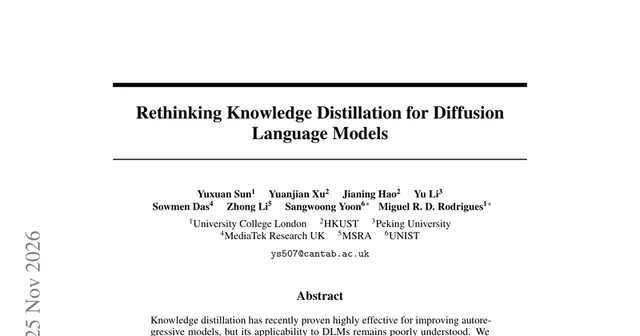 Rethinking Knowledge Distillation for Diffusion
Language Models
Yuxuan Sun¹ Yuanjian Xu² Jianing Hao² Yu Li³
Sowmen Das⁴ Zhong Li⁵ Sangwoong Yoon⁶* Miguel R. D. Rodrigues¹*
¹University College London ²HKUST ³Peking University
⁴MediaTek Research UK ⁵MSRA ⁶UNIST
ys507@cantab.ac.uk
25 Nov 2026
Abstract
Knowledge distillation has recently proven highly effective for improving autore-
gressive models, but its applicability to DLMs remains poorly understood. We